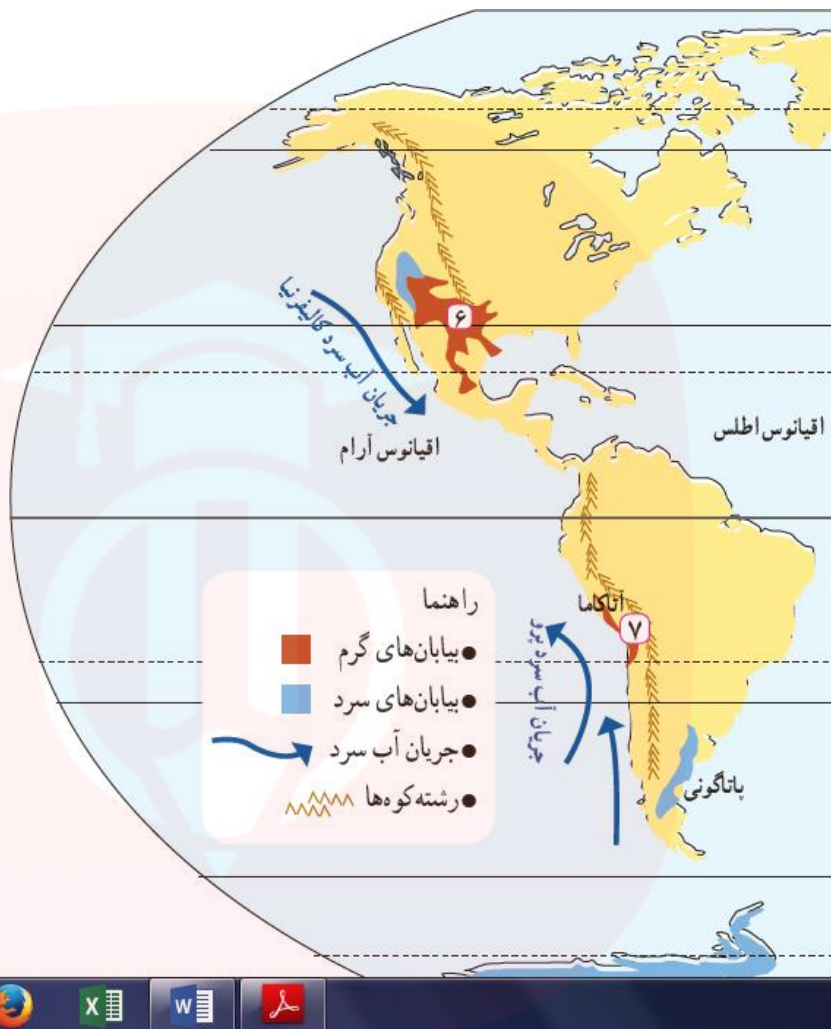 ۶
جریان آب سرد کالیفرنیا
اقیانوس آرام
اقیانوس اطلس
آتاکاما
۷
جریان آب سرد پرو
پاتاگونی
راهنما
●بیابان‌های گرم
●بیابان‌های سرد
●جریان آب سرد
●رشته‌کوه‌ها
X
W